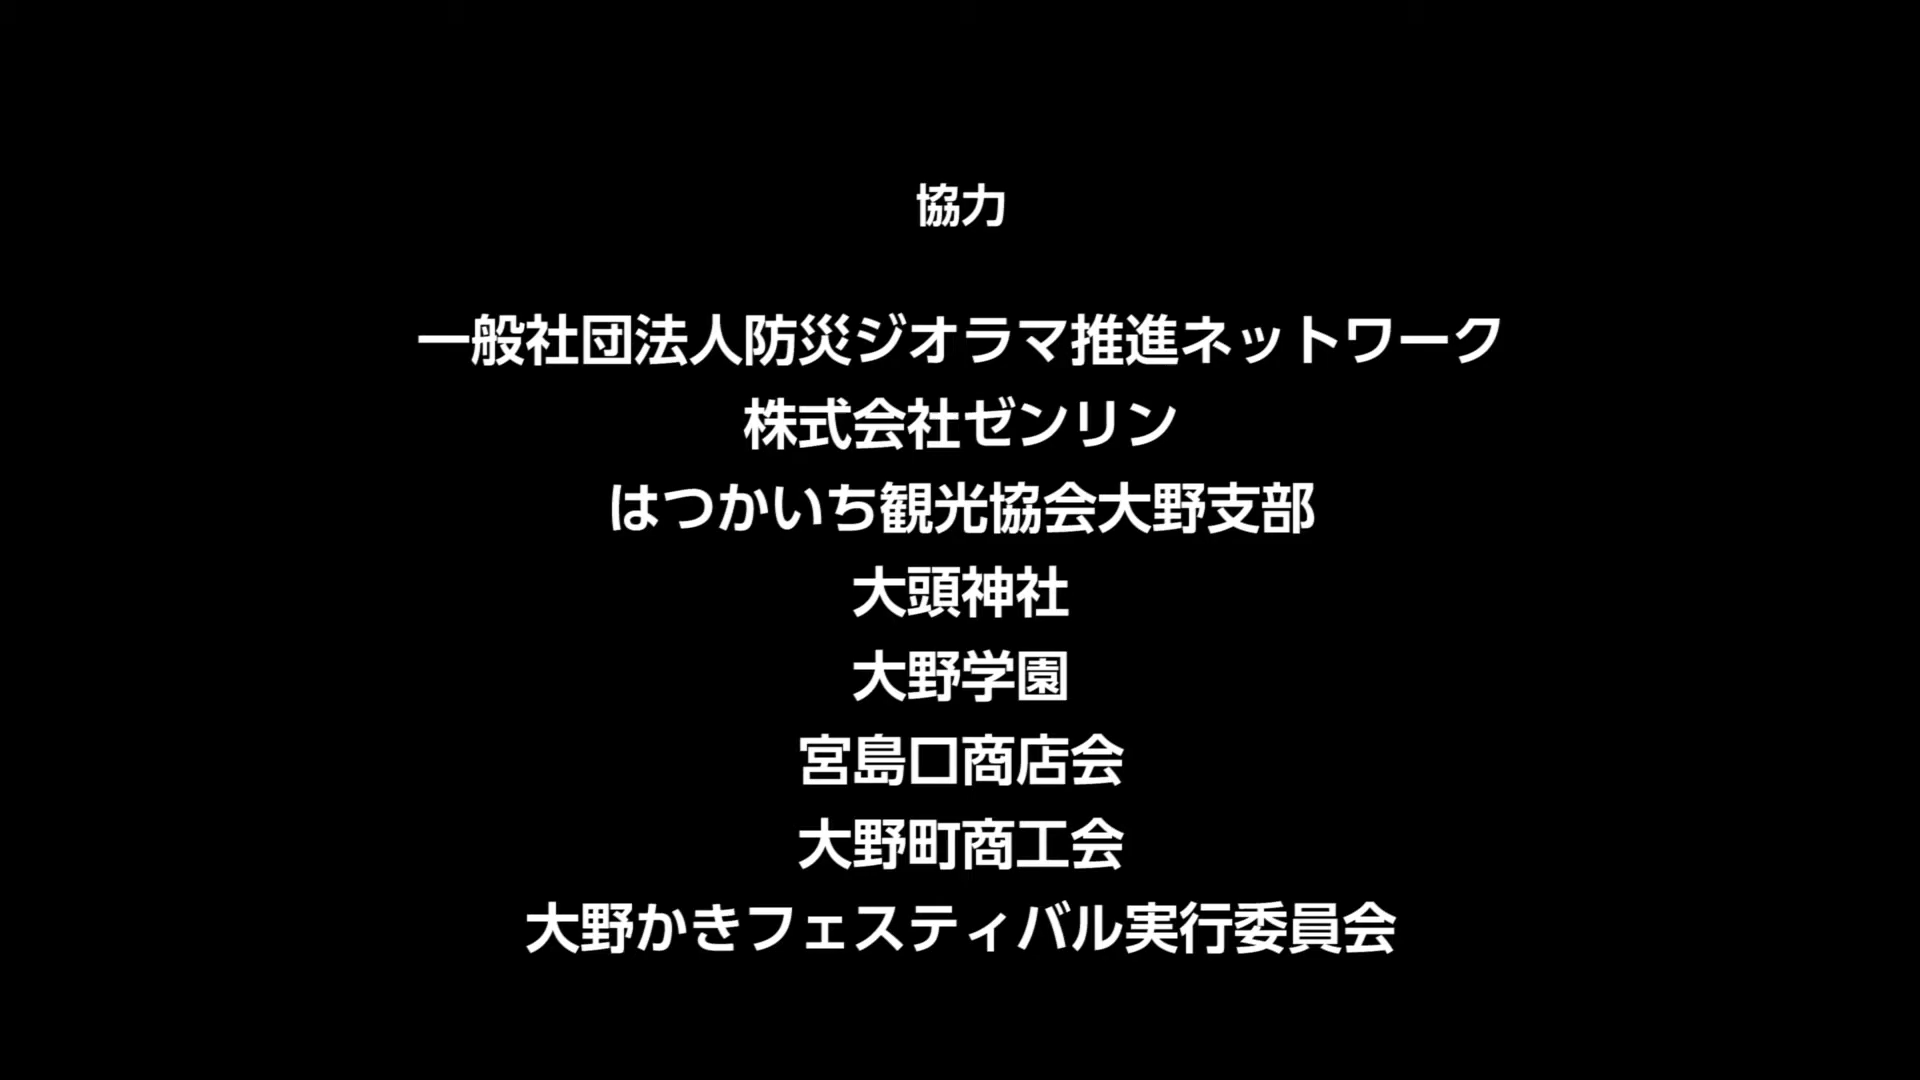 協力
一般社団法人防災ジオラマ推進ネットワーク
株式会社ゼンリン
はつかいち観光協会大野支部
大頭神社
大野学園
宮島口商店会
大野町商工会
大野かきフェスティバル実行委員会